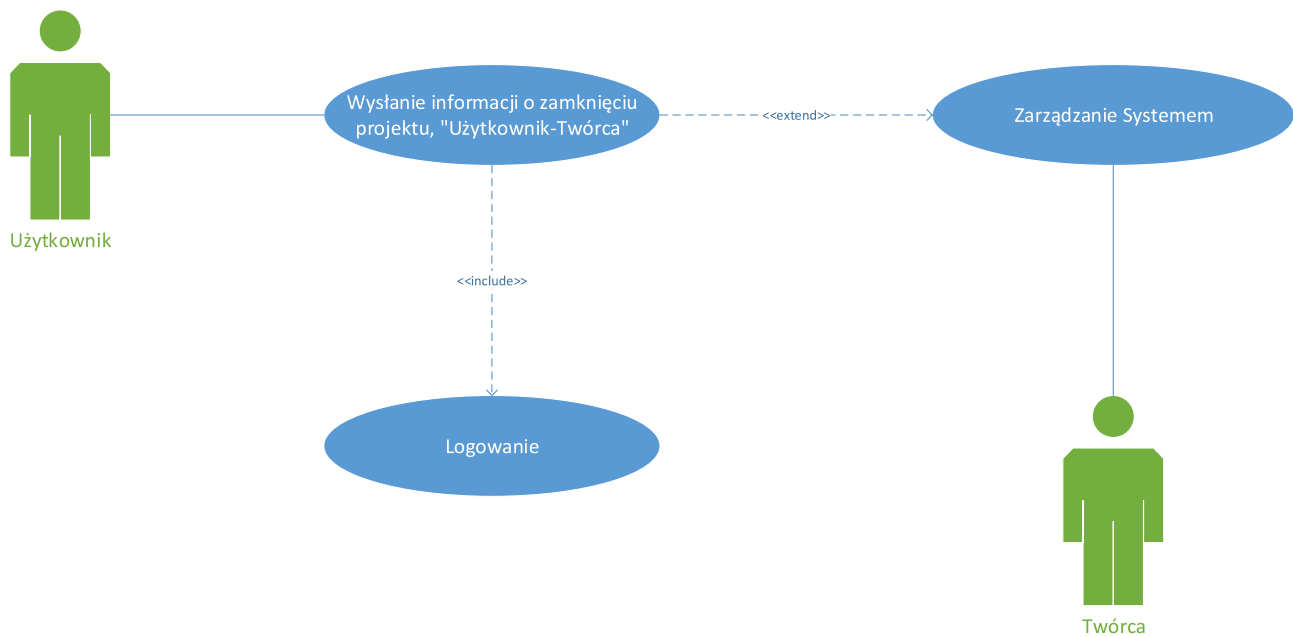 Wysłanie informacji o zamknięciu
projektu, "Użytkownik-Twórca"
<<extend>>
Zarządzanie Systemem
Użytkownik
<<include>>
Logowanie
Twórca